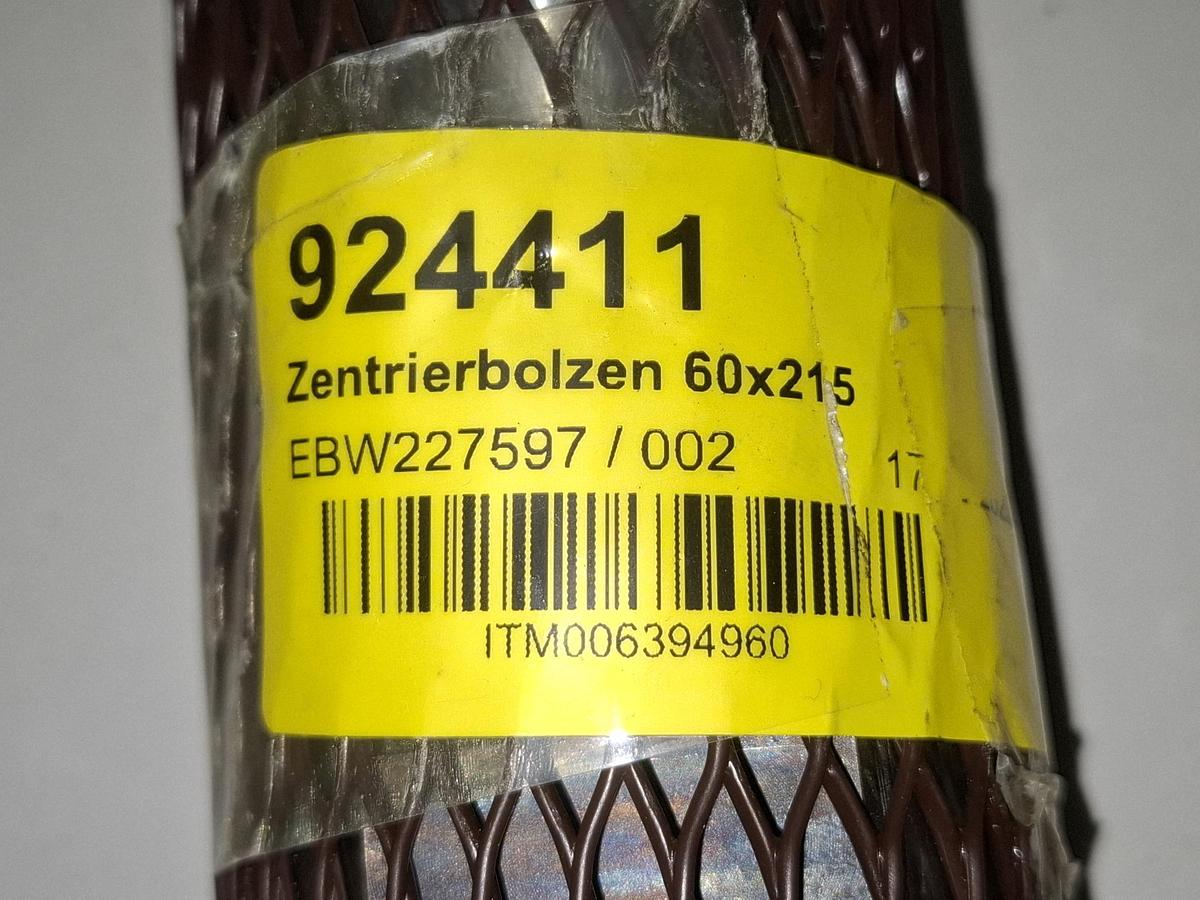 924411
Zentrierbolzen 60x215
EBW227597 / 002 17
ITM006394960